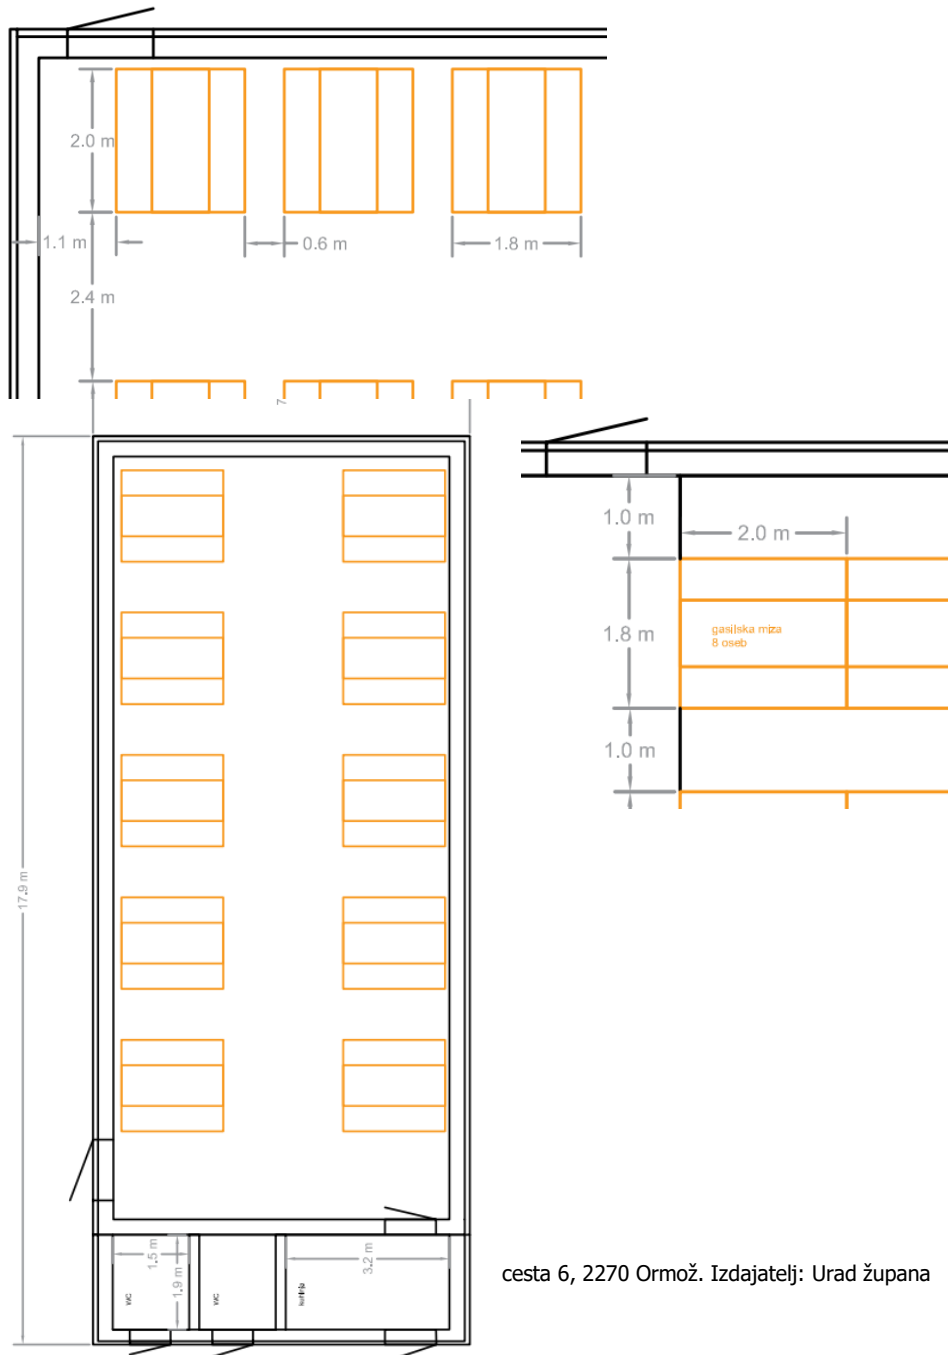 2.0 m
1.1 m
0.6 m
1.8 m
2.4 m
1.0 m
2.0 m
1.8 m
gasilska miza
8 oseb
1.0 m
17.9 m
1.5 m
1.9 m
3.2 m
WC
WC
kuhinja
cesta 6, 2270 Ormož. Izdajatelj: Urad župana